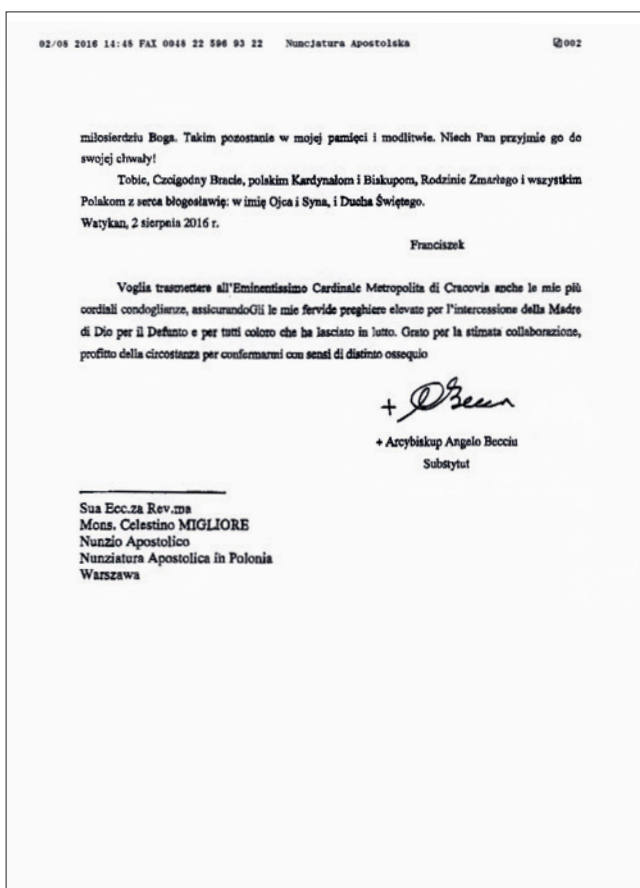 02/08 2016 14:48 FAX 0048 22 596 93 22 Nuncjatura Apostolska 002
miłosierdziu Boga. Takim pozostanie w mojej pamięci i modlitwie. Niech Pan przyjmie go do
swojej chwały!
Tobie, Czcigodny Bracie, polskim Kardynałom i Biskupom, Rodzinie Zmarłego i wszystkim
Polakom z serca błogosławię: w imię Ojca i Syna, i Ducha Świętego.
Watykan, 2 sierpnia 2016 r.
Franciszek
Voglia trasmettere all'Eminentissimo Cardinale Metropolita di Cracovia anche le mie più
cordiali condoglianze, assicurandoGli le mie fervide preghiere elevate per l'intercessione della Madre
di Dio per il Defunto e per tutti coloro che ha lasciato in lutto. Grato per la stimata collaborazione,
profitto della circostanza per confermarmi con sensi di distinto ossequio
+ Arcybiskup Angelo Becciu
Substytut
Sua Ecc.za Rev.ma
Mons. Celestino MIGLIORE
Nunzio Apostolico
Nunziatura Apostolica in Polonia
Warszawa